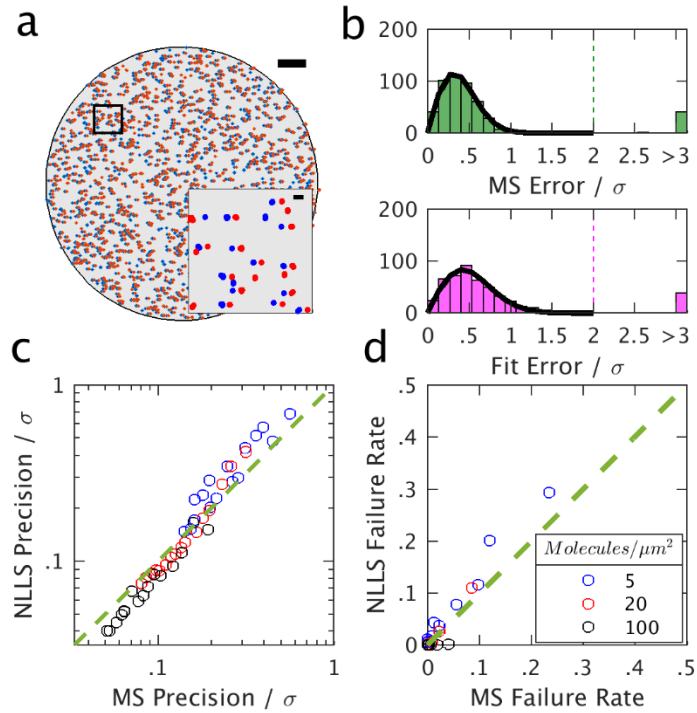 a
b
200
100
0
0 .5 1 1.5 2 2.5 >3
MS Error / σ
200
100
0
0 .5 1 1.5 2 2.5 >3
Fit Error / σ
c
1
.1
.1 1
NLLS Precision / σ
MS Precision / σ
d
.5
.4
.3
.2
.1
0
0 .1 .2 .3 .4 .5
NLLS Failure Rate
MS Failure Rate
Molecules/μm²
5
20
100